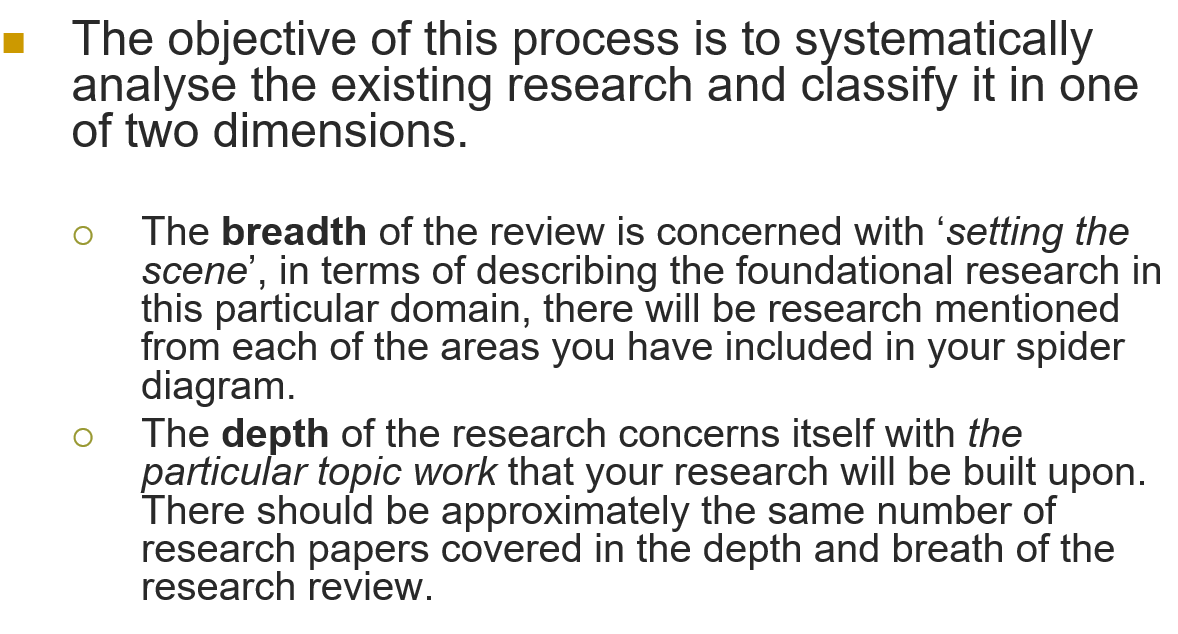 The objective of this process is to systematically
analyse the existing research and classify it in one
of two dimensions.
The breadth of the review is concerned with ‘setting the
scene’, in terms of describing the foundational research in
this particular domain, there will be research mentioned
from each of the areas you have included in your spider
diagram.
The depth of the research concerns itself with the
particular topic work that your research will be built upon.
There should be approximately the same number of
research papers covered in the depth and breath of the
research review.